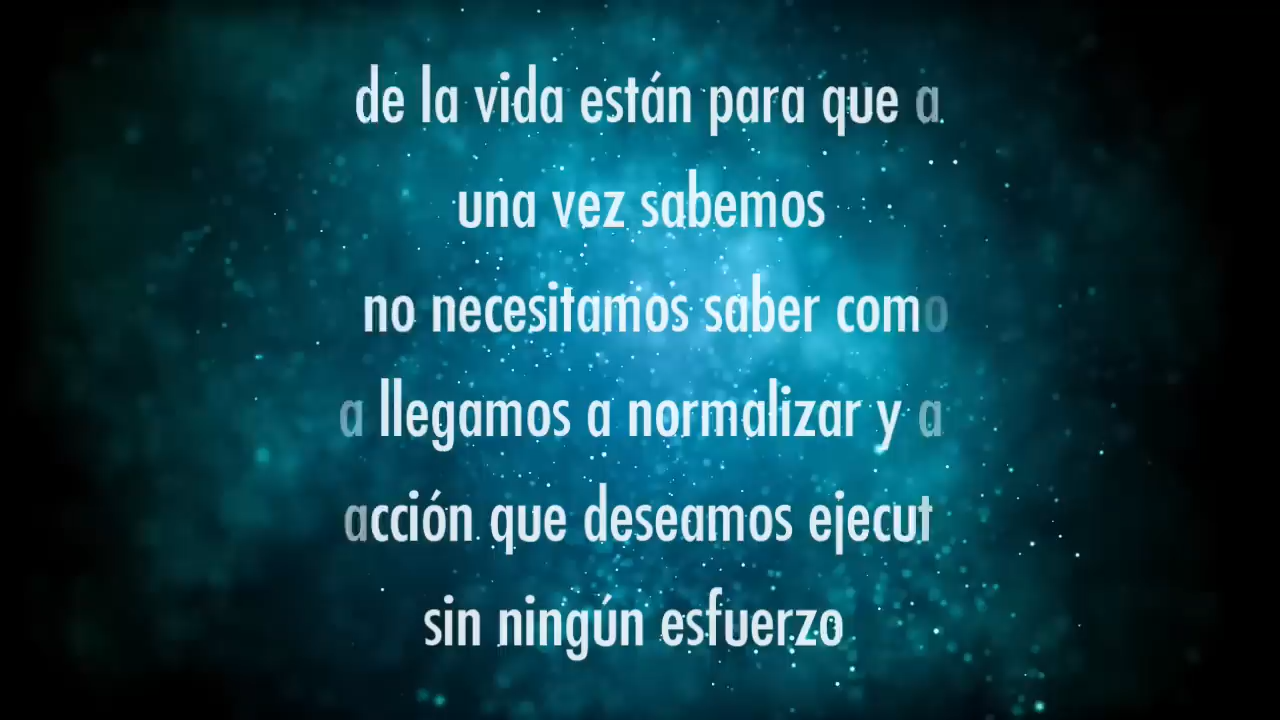 de la vida están para que a
una vez sabemos
no necesitamos saber como
a llegamos a normalizar y a
acción que deseamos ejecut
sin ningún esfuerzo